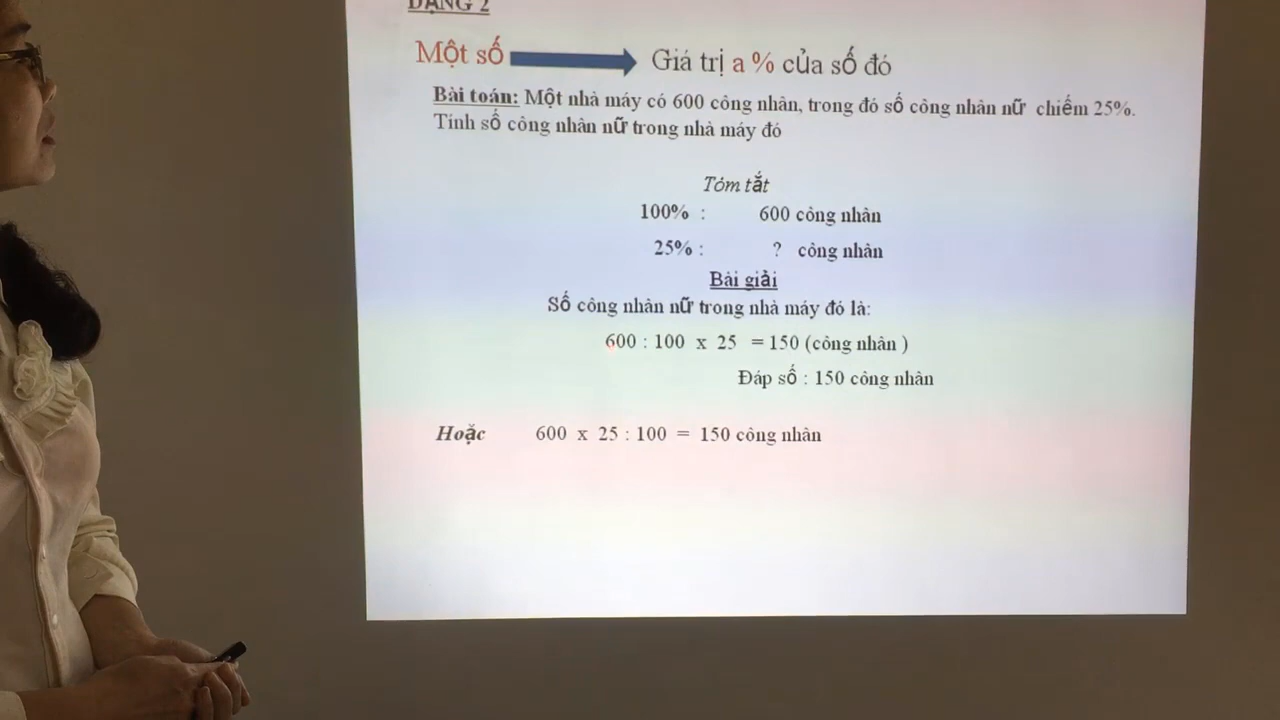 DẠNG 2
Một số Giá trị a % của số đó
Bài toán: Một nhà máy có 600 công nhân, trong đó số công nhân nữ chiếm 25%.
Tính số công nhân nữ trong nhà máy đó
Tóm tắt
100% : 600 công nhân
25% : ? công nhân
Bài giải
Số công nhân nữ trong nhà máy đó là:
600 : 100 x 25 = 150 (công nhân )
Đáp số : 150 công nhân
Hoặc 600 x 25 : 100 = 150 công nhân